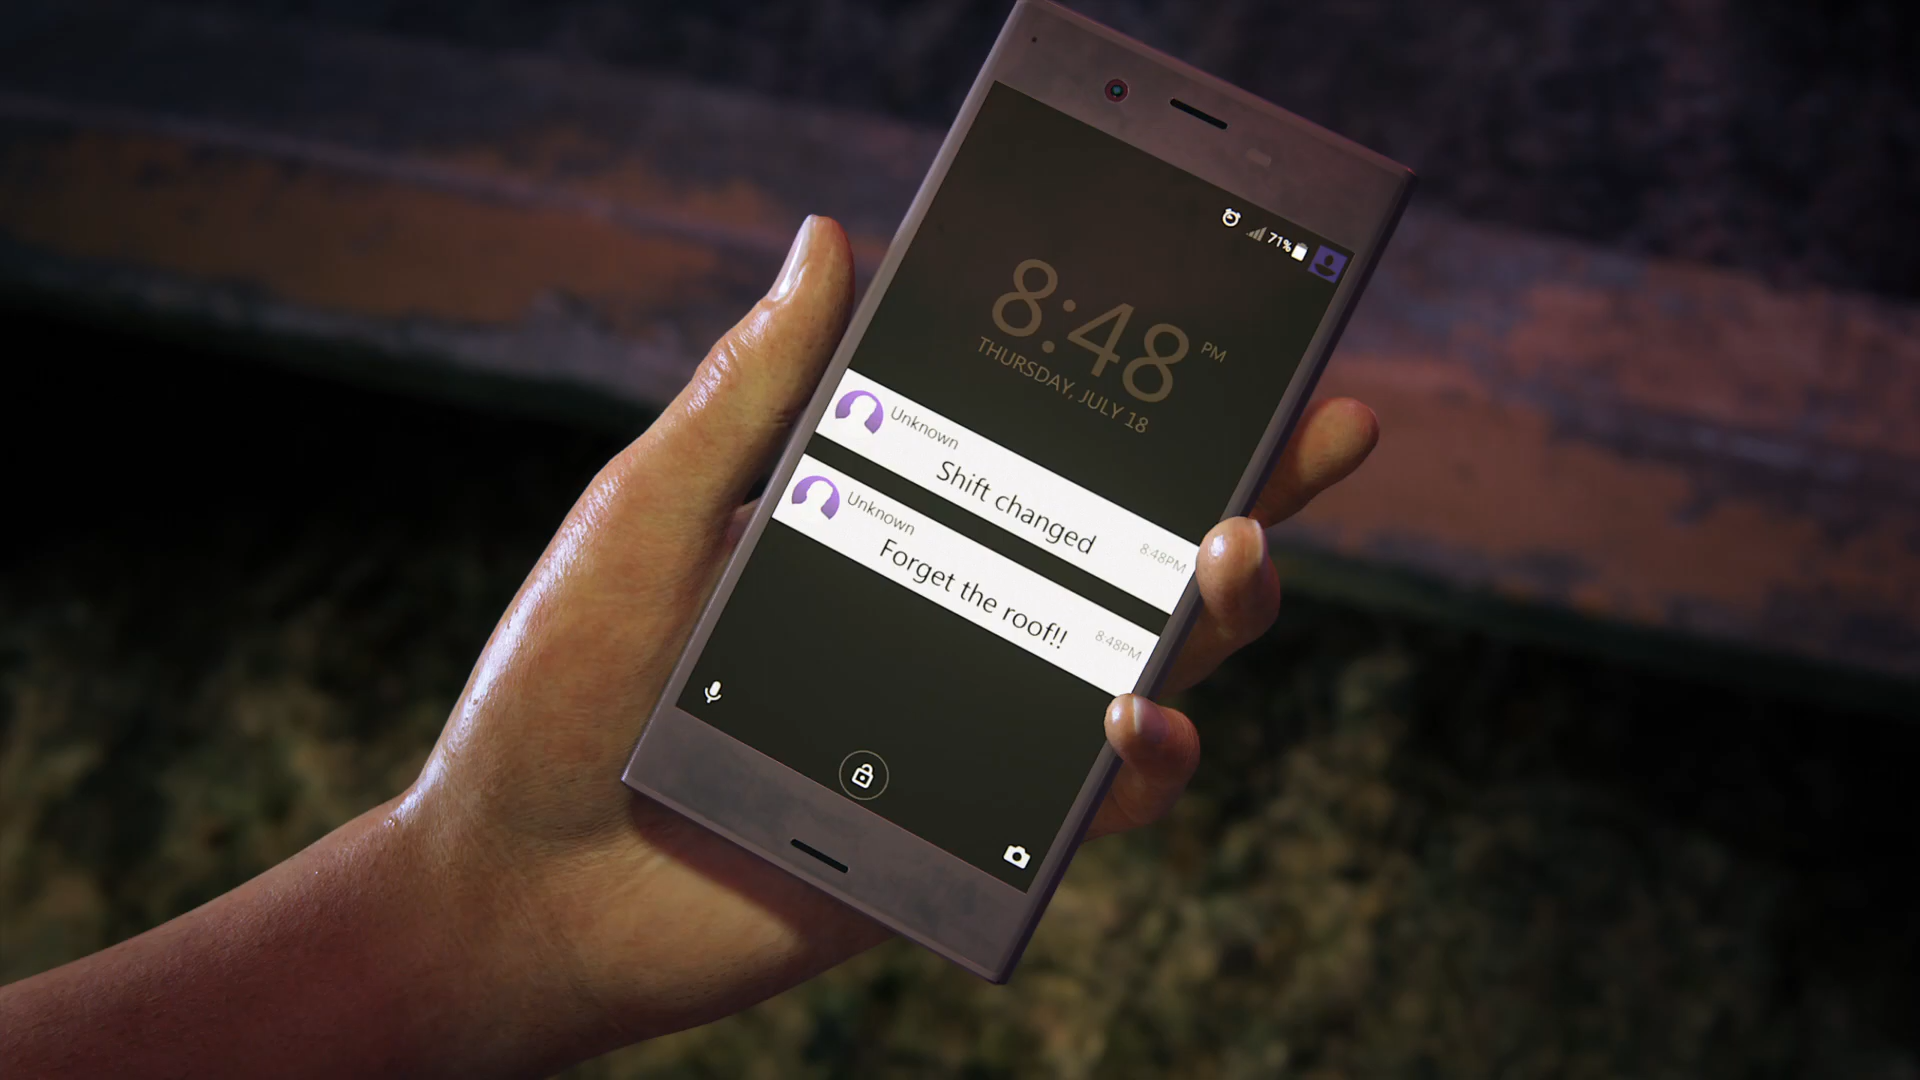 71%
8:48 PM
THURSDAY, JULY 18
Unknown
Shift changed
8:48PM
Unknown
Forget the roof!!
8:48PM